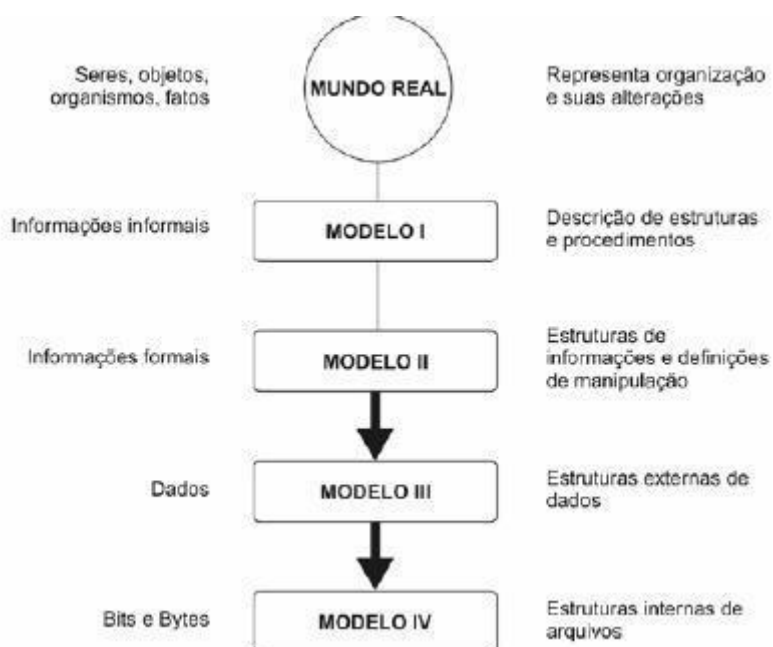 Seres, objetos,
organismos, fatos
MUNDO REAL
Representa organização
e suas alterações
Informações informais
MODELO I
Descrição de estruturas
e procedimentos
Informações formais
MODELO II
Estruturas de
informações e definições
de manipulação
Dados
MODELO III
Estruturas externas de
dados
Bits e Bytes
MODELO IV
Estruturas internas de
arquivos